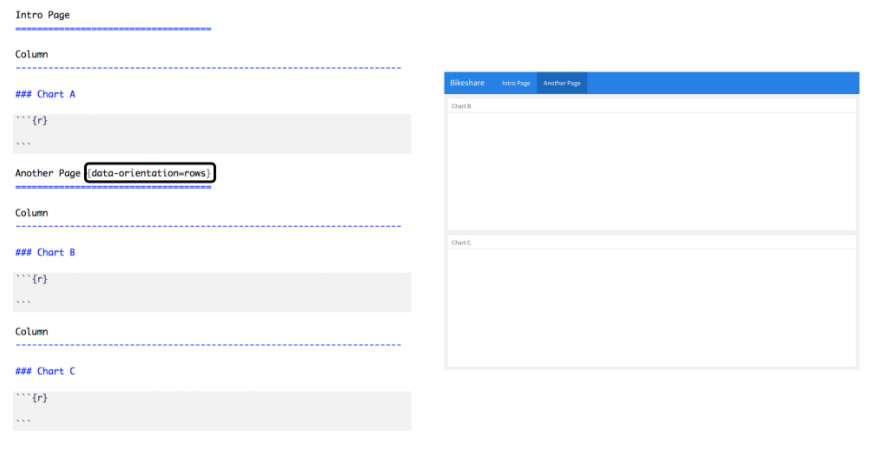 Intro Page
===================================
Column
-----------------------------------------------------------------------
### Chart A
```{r}
```
Another Page {data-orientation=rows}
===================================
Column
-----------------------------------------------------------------------
### Chart B
```{r}
```
Column
-----------------------------------------------------------------------
### Chart C
```{r}
```
Bikeshare Intro Page Another Page
Chart B
Chart C